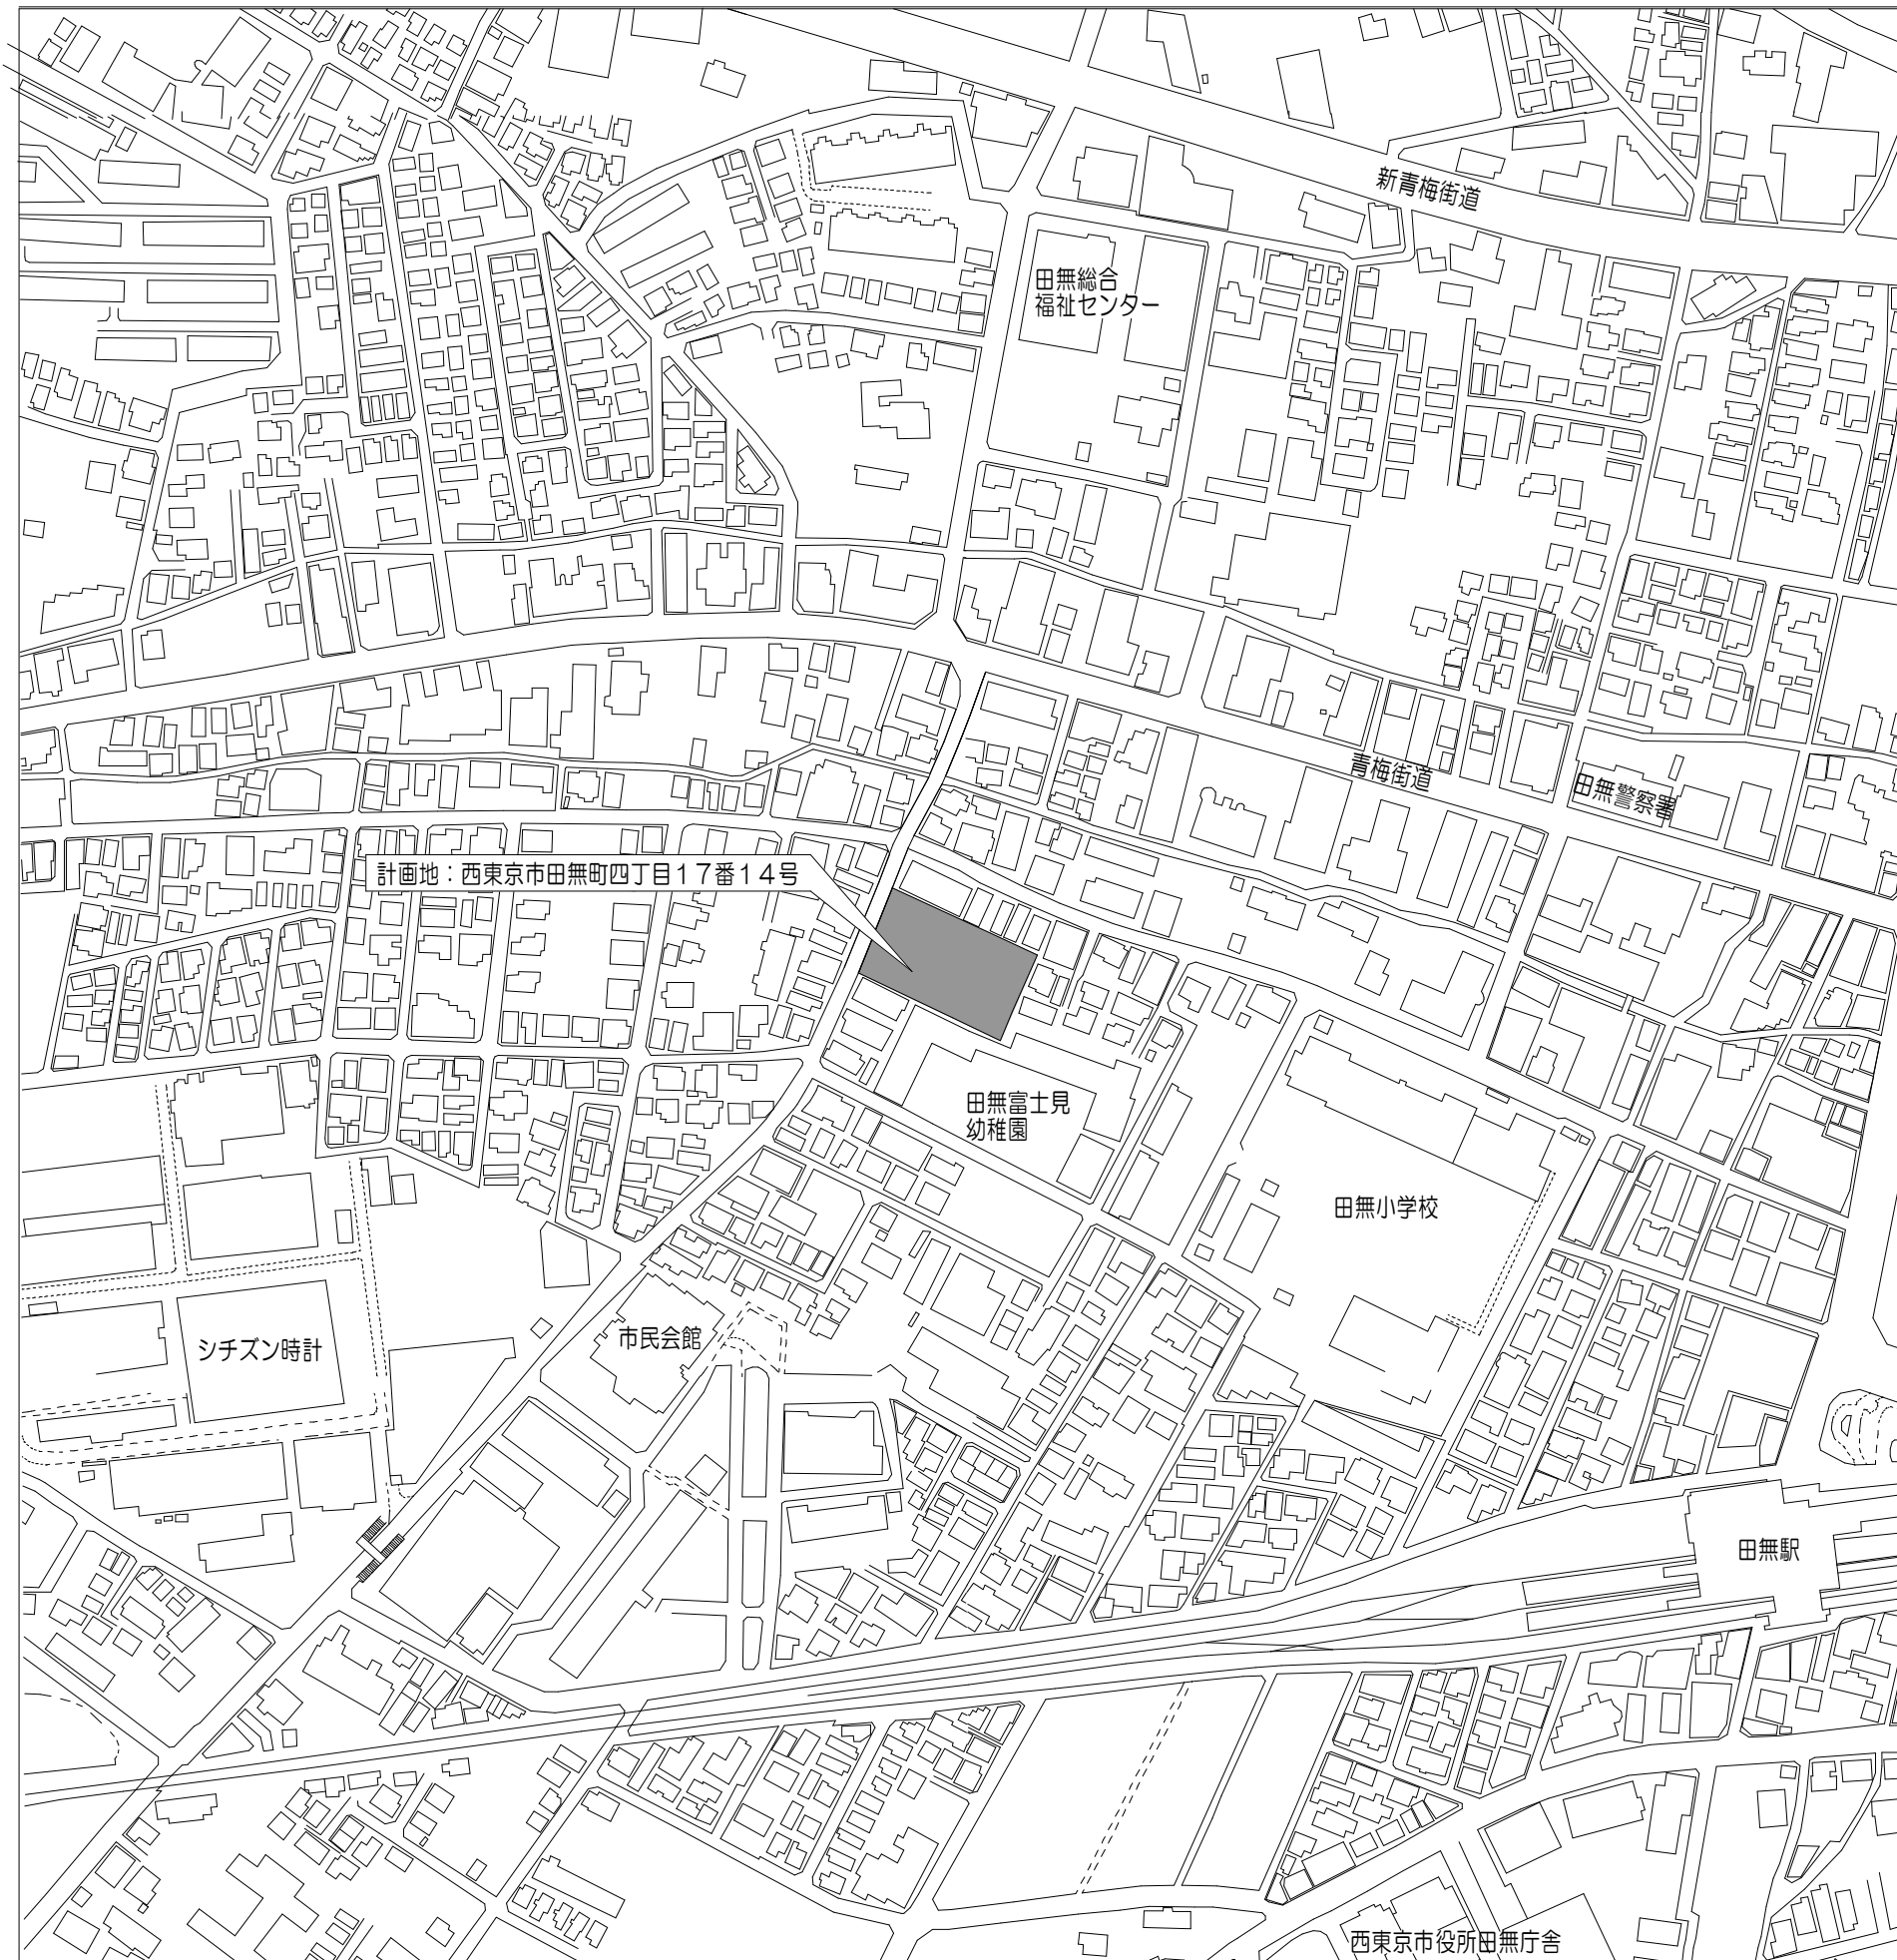 新青梅街道
田無総合
福祉センター
青梅街道
田無警察署
計画地：西東京市田無町四丁目１７番１４号
田無富士見
幼稚園
田無小学校
市民会館
シチズン時計
田無駅
西東京市役所田無庁舎